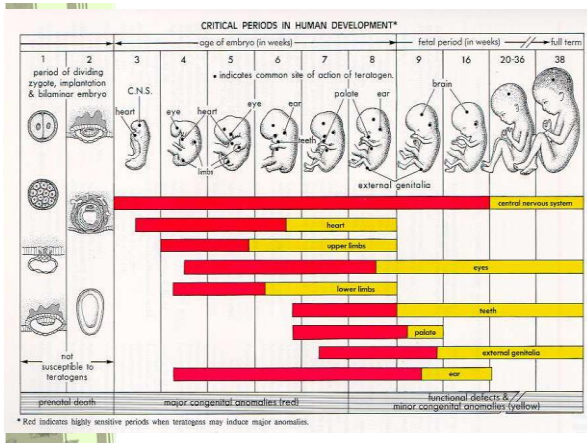 CRITICAL PERIODS IN HUMAN DEVELOPMENT*
age of embryo (in weeks)
fetal period (in weeks)
full term
1 2 3 4 5 6 7 8 9 16 20-36 38
period of dividing
zygote, implantation
& bilaminar embryo
• indicates common site of action of teratogen.
C.N.S.
heart
eye
heart
limbs
eye
ear
teeth
palate
ear
external genitalia
brain
central nervous system
heart
upper limbs
eyes
lower limbs
teeth
palate
external genitalia
ear
not
susceptible to
teratogens
prenatal death
major congenital anomalies (red)
functional defects &
minor congenital anomalies (yellow)
* Red indicates highly sensitive periods when teratogens may induce major anomalies.